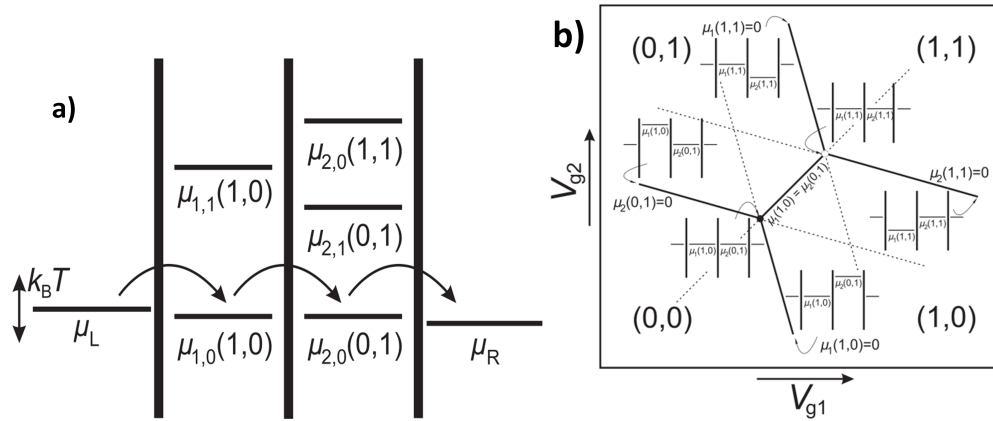 a)
μ2,0(1,1)
μ1,1(1,0)
μ2,1(0,1)
kBT
μL
μ1,0(1,0)
μ2,0(0,1)
μR
b)
Vg2
Vg1
(0,1)
μ1(1,1)=0
(1,1)
μ1(1,1)
μ2(1,1)
μ1(1,1)
μ2(1,1)
μ1(1,0)
μ2(0,1)
μ2(0,1)=0
μ1(1,0) = μ2(0,1)
μ2(1,1)=0
μ1(1,1)
μ2(1,1)
μ1(1,0)
μ2(0,1)
μ2(0,1)
μ1(1,0)
(0,0)
(1,0)
μ1(1,0)=0